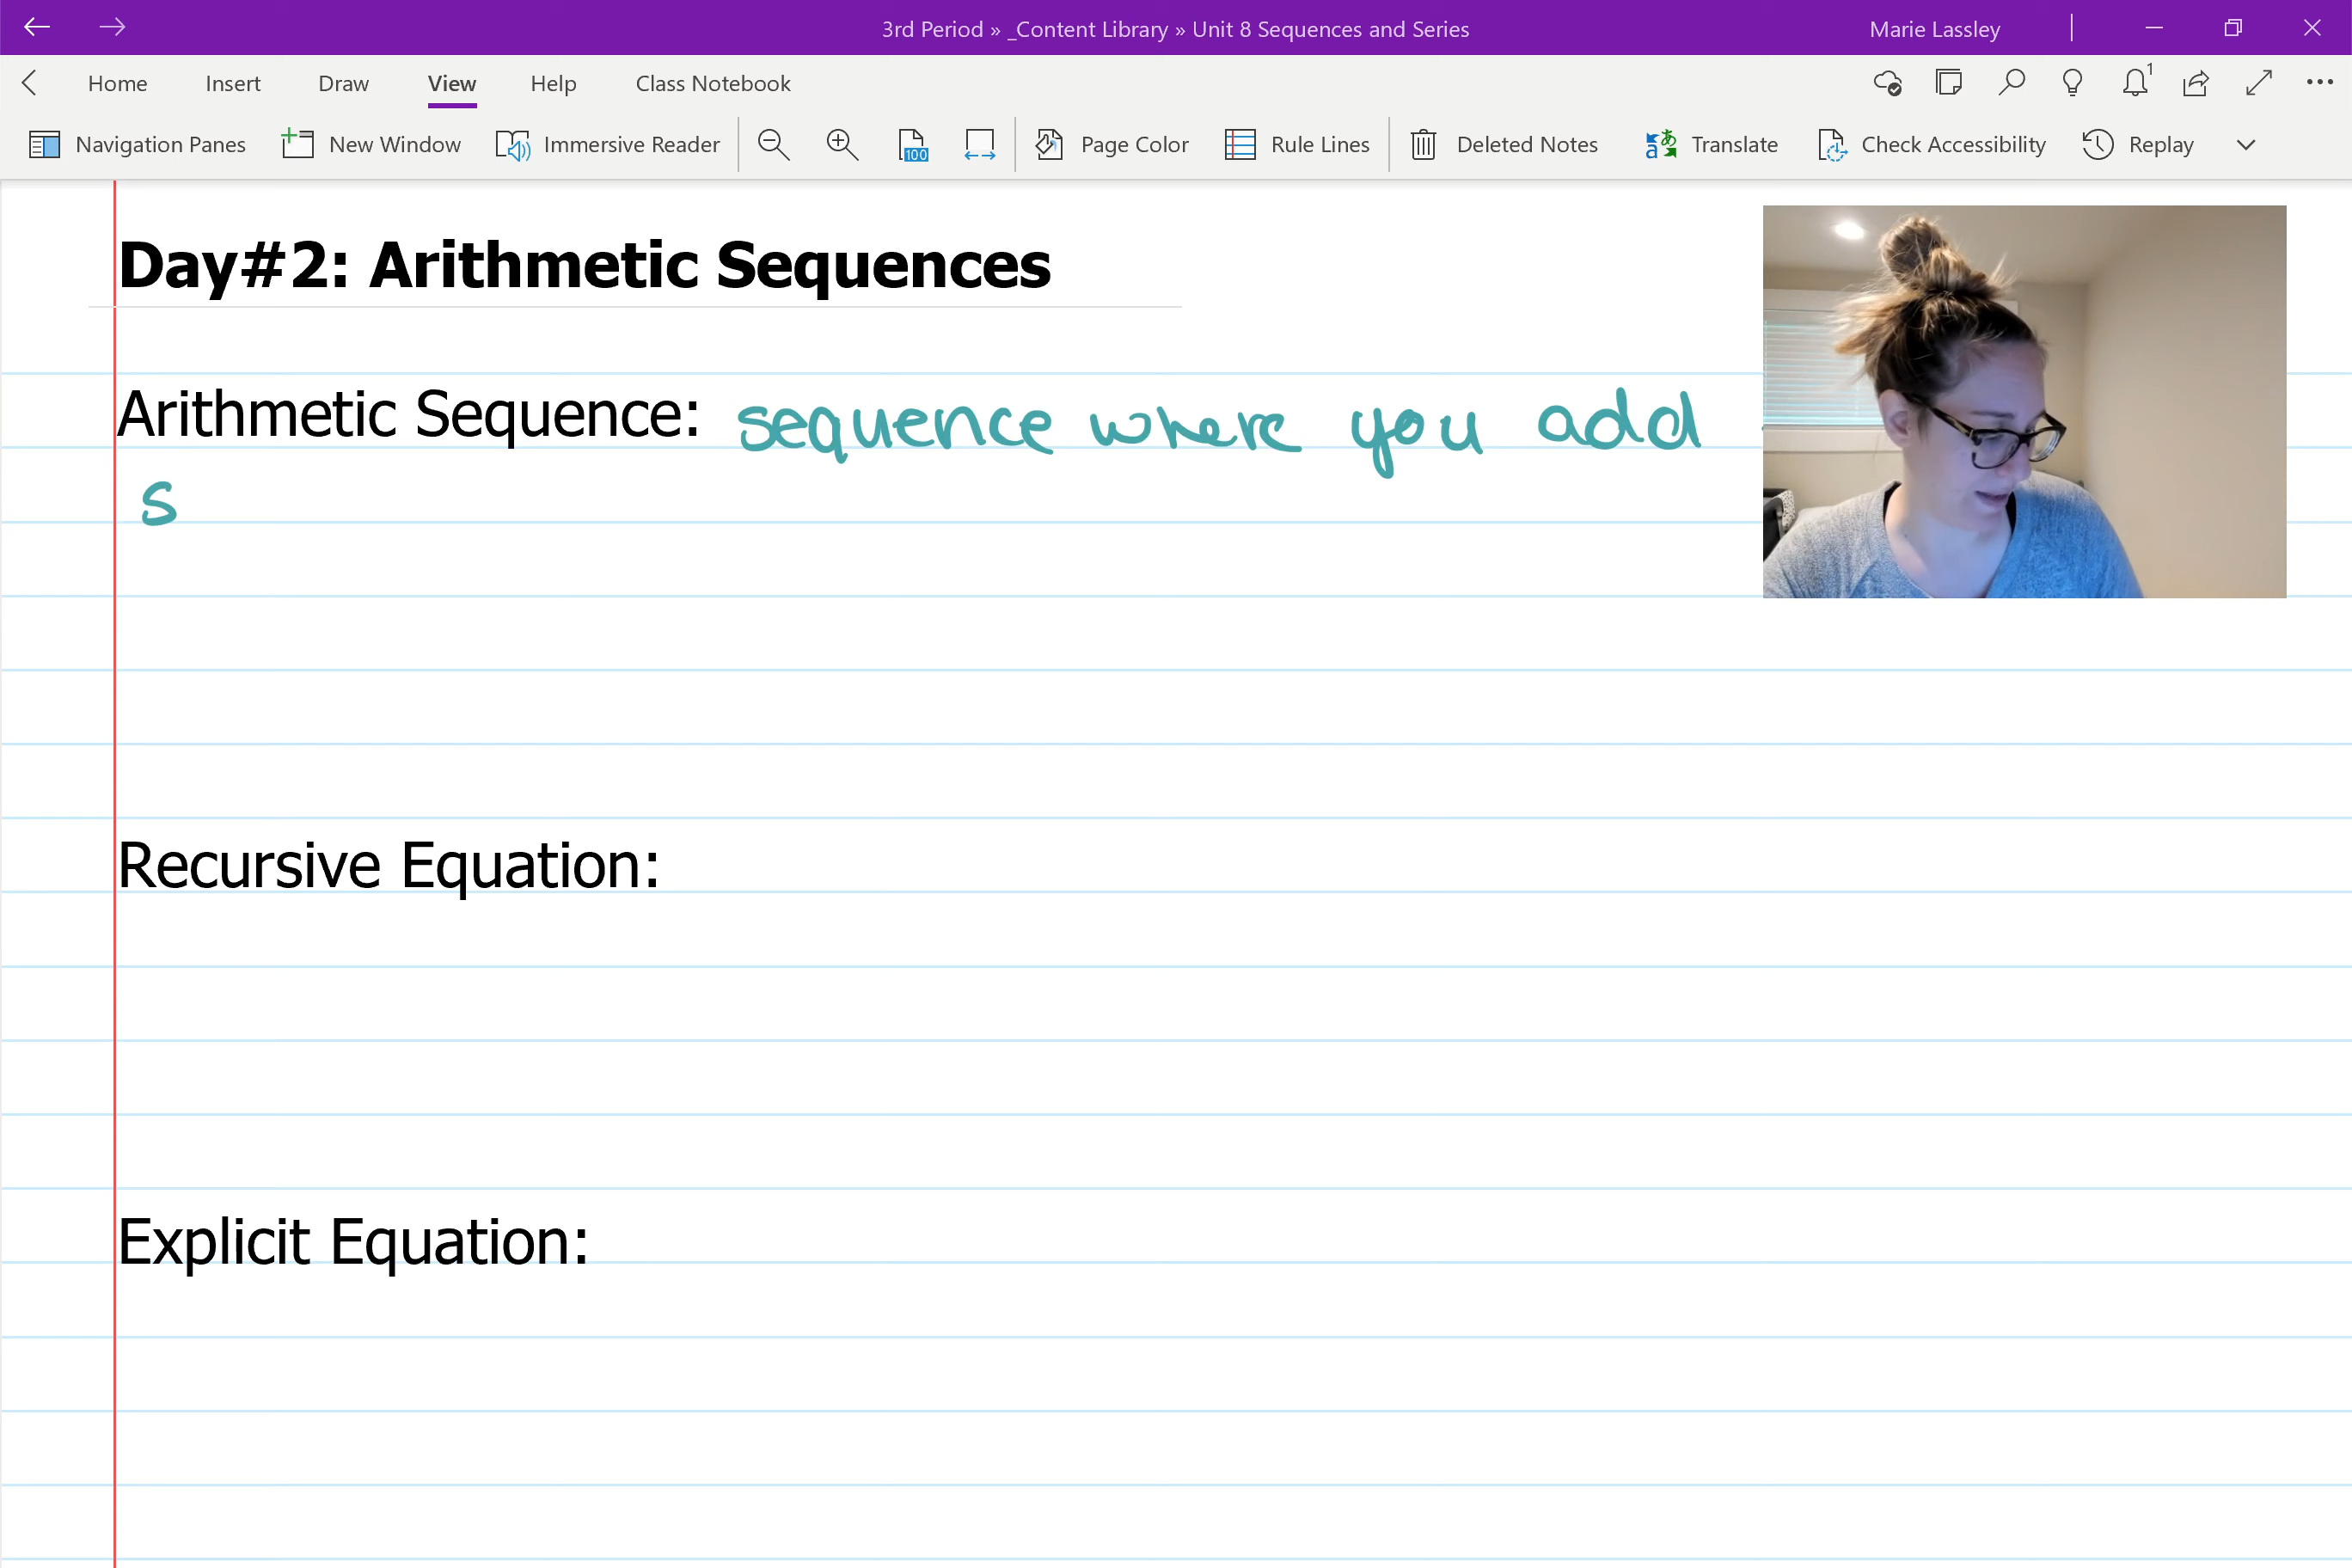 3rd Period » _Content Library » Unit 8 Sequences and Series Marie Lassley
Home Insert Draw View Help Class Notebook 1
Navigation Panes New Window Immersive Reader 100 Page Color Rule Lines Deleted Notes Translate Check Accessibility Replay
Day#2: Arithmetic Sequences
Arithmetic Sequence: sequence where you add
s
Recursive Equation:
Explicit Equation: